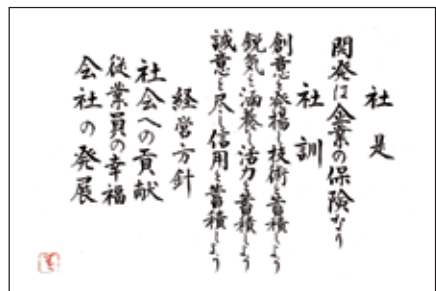 社是
開発は企業の保険なり
社訓
創意を発揚し技術を蓄積しよう
鋭気を涵養し活力を蓄積しよう
誠意を尽し信用を蓄積しよう
経営方針
社会への貢献
従業員の幸福
会社の発展